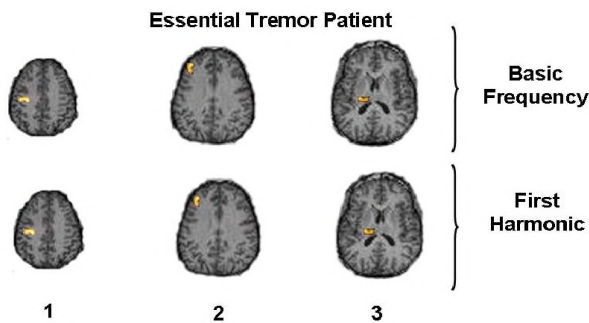 Essential Tremor Patient
Basic
Frequency
First
Harmonic
1 2 3